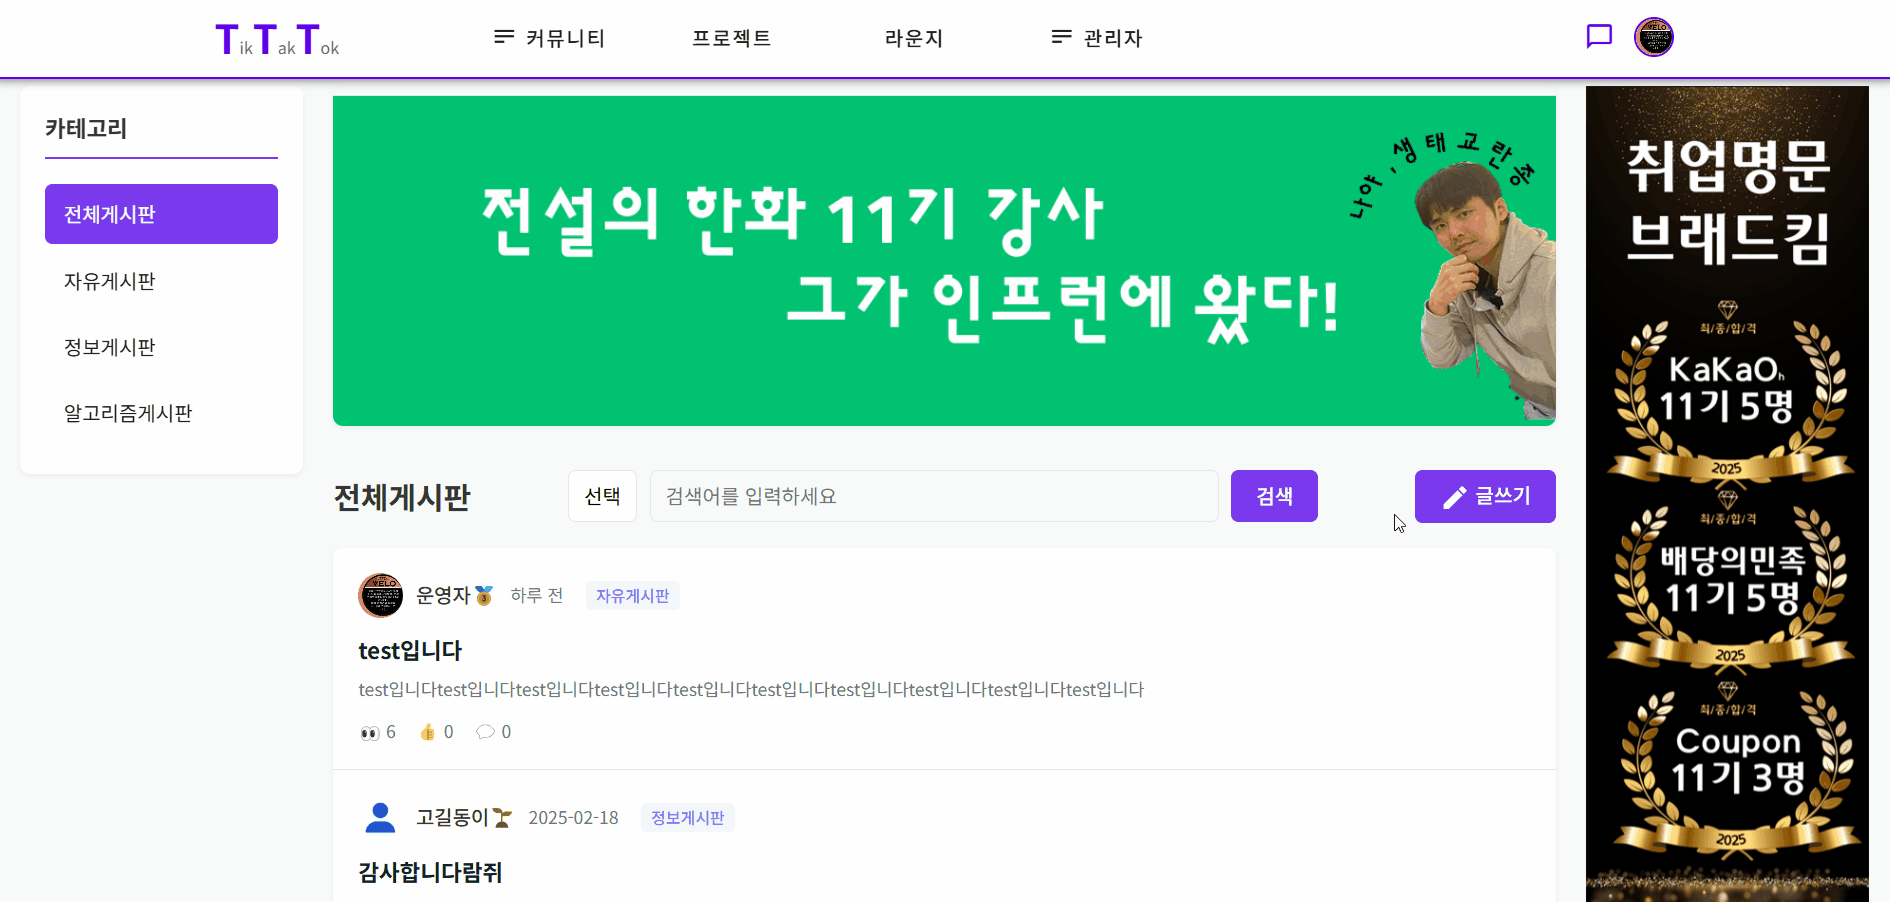 TikTakTok
커뮤니티
프로젝트
라운지
관리자
카테고리
전체게시판
자유게시판
정보게시판
알고리즘게시판
전설의 한화 11기 강사
그가 인프런에 왔다!
나야, 생태교란종
취업명문
브래드킴
최/종/합/격
KaKaOh
11기 5명
2025
최/종/합/격
배당의민족
11기 5명
2025
최/종/합/격
Coupon
11기 3명
2025
전체게시판
선택
검색어를 입력하세요
검색
글쓰기
운영자 하루 전 자유게시판
test입니다
test입니다test입니다test입니다test입니다test입니다test입니다test입니다test입니다test입니다test입니다
6 0 0
고길동이 2025-02-18 정보게시판
감사합니다람쥐